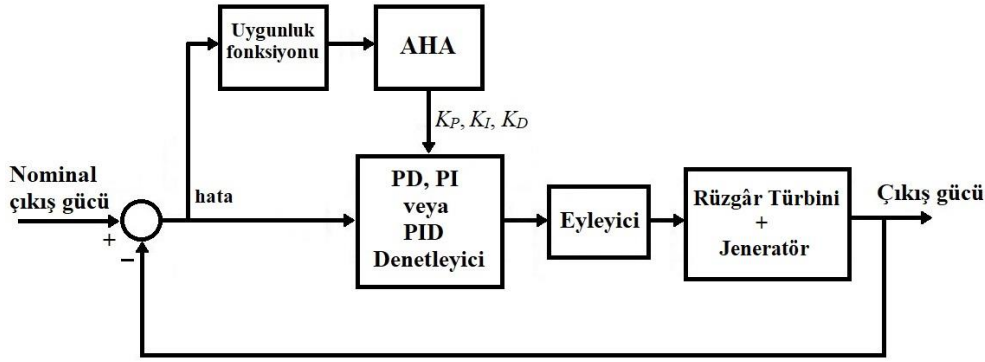 Uygunluk
fonksiyonu
AHA
K_P, K_I, K_D
Nominal
çıkış gücü
+
−
hata
PD, PI
veya
PID
Denetleyici
Eyleyici
Rüzgâr Türbini
+
Jeneratör
Çıkış gücü